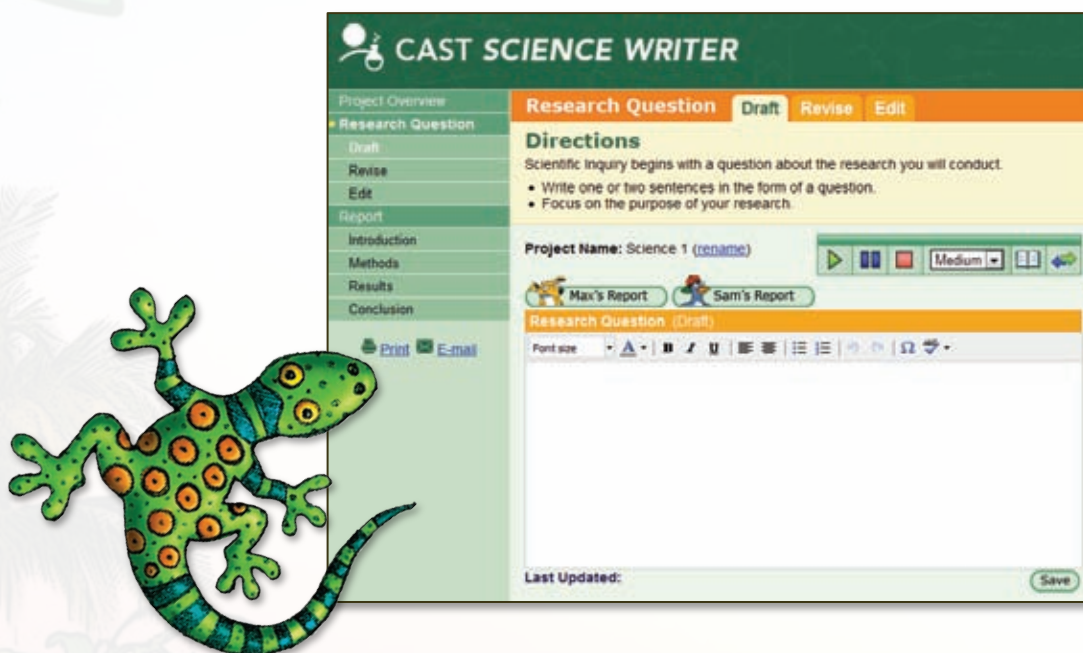 CAST SCIENCE WRITER
Project Overview
Research Question
Draft
Revise
Edit
Report
Introduction
Methods
Results
Conclusion
Print E-mail
Research Question Draft Revise Edit
Directions
Scientific Inquiry begins with a question about the research you will conduct.
• Write one or two sentences in the form of a question.
• Focus on the purpose of your research.
Project Name: Science 1 (rename)
Medium
Max's Report Sam's Report
Research Question (Draft)
Font size A B I U Ω
Last Updated:
Save